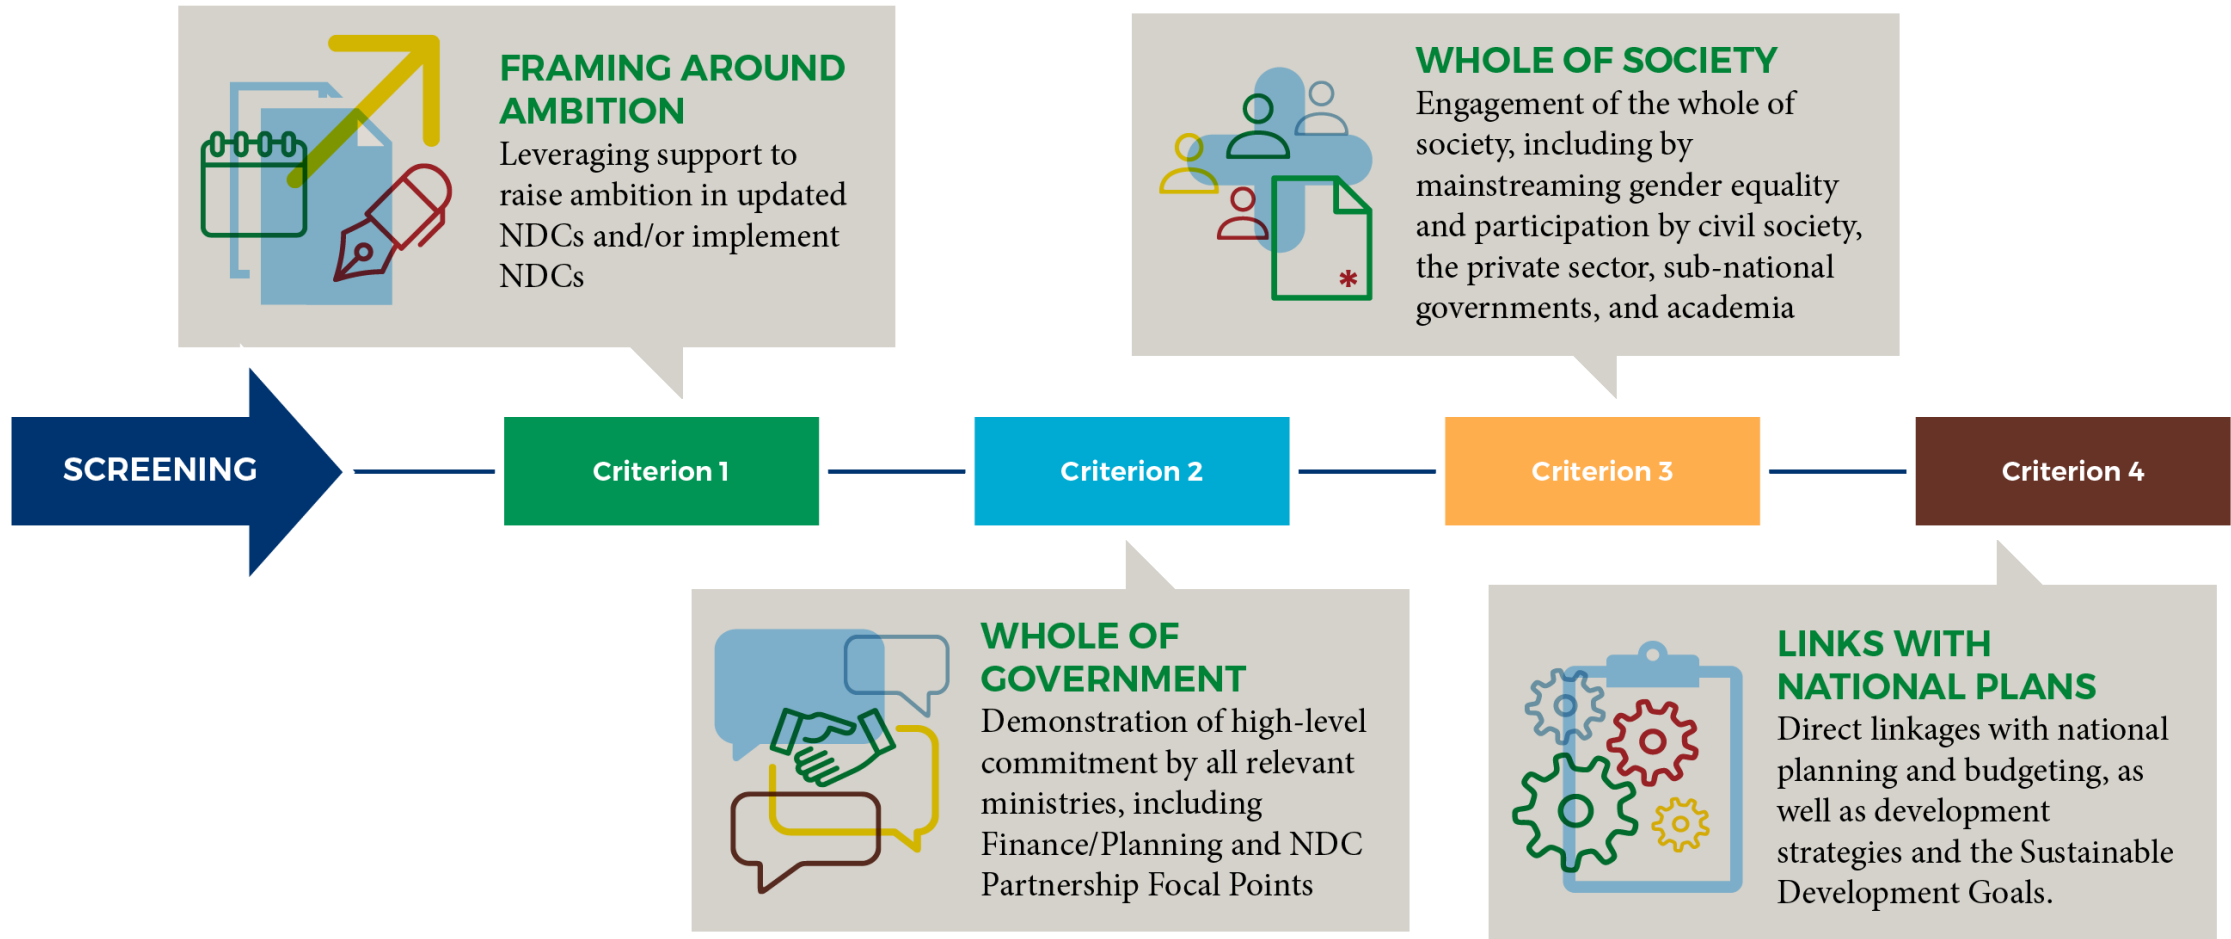 FRAMING AROUND
AMBITION
Leveraging support to
raise ambition in updated
NDCs and/or implement
NDCs
WHOLE OF SOCIETY
Engagement of the whole of
society, including by
mainstreaming gender equality
and participation by civil society,
the private sector, sub-national
governments, and academia
*
SCREENING
Criterion 1
Criterion 2
Criterion 3
Criterion 4
WHOLE OF
GOVERNMENT
Demonstration of high-level
commitment by all relevant
ministries, including
Finance/Planning and NDC
Partnership Focal Points
LINKS WITH
NATIONAL PLANS
Direct linkages with national
planning and budgeting, as
well as development
strategies and the Sustainable
Development Goals.